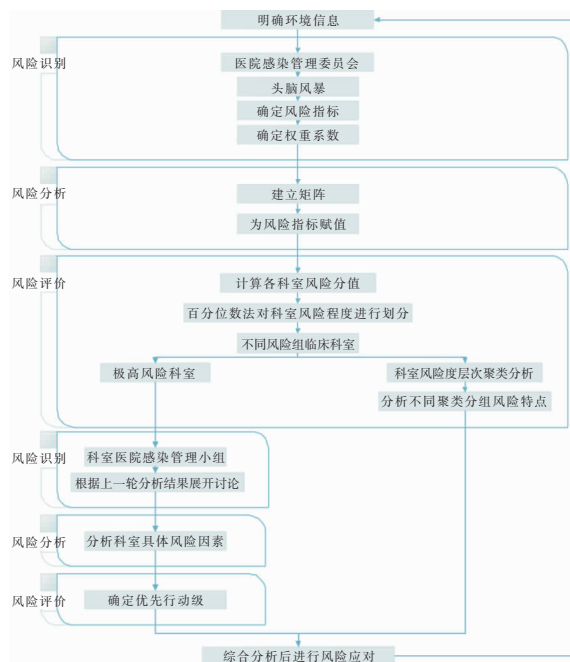 明确环境信息
风险识别
医院感染管理委员会
头脑风暴
确定风险指标
确定权重系数
风险分析
建立矩阵
为风险指标赋值
风险评价
计算各科室风险分值
百分位数法对科室风险程度进行划分
不同风险组临床科室
极高风险科室
科室风险度层次聚类分析
分析不同聚类分组风险特点
风险识别
科室医院感染管理小组
根据上一轮分析结果展开讨论
风险分析
分析科室具体风险因素
风险评价
确定优先行动级
综合分析后进行风险应对